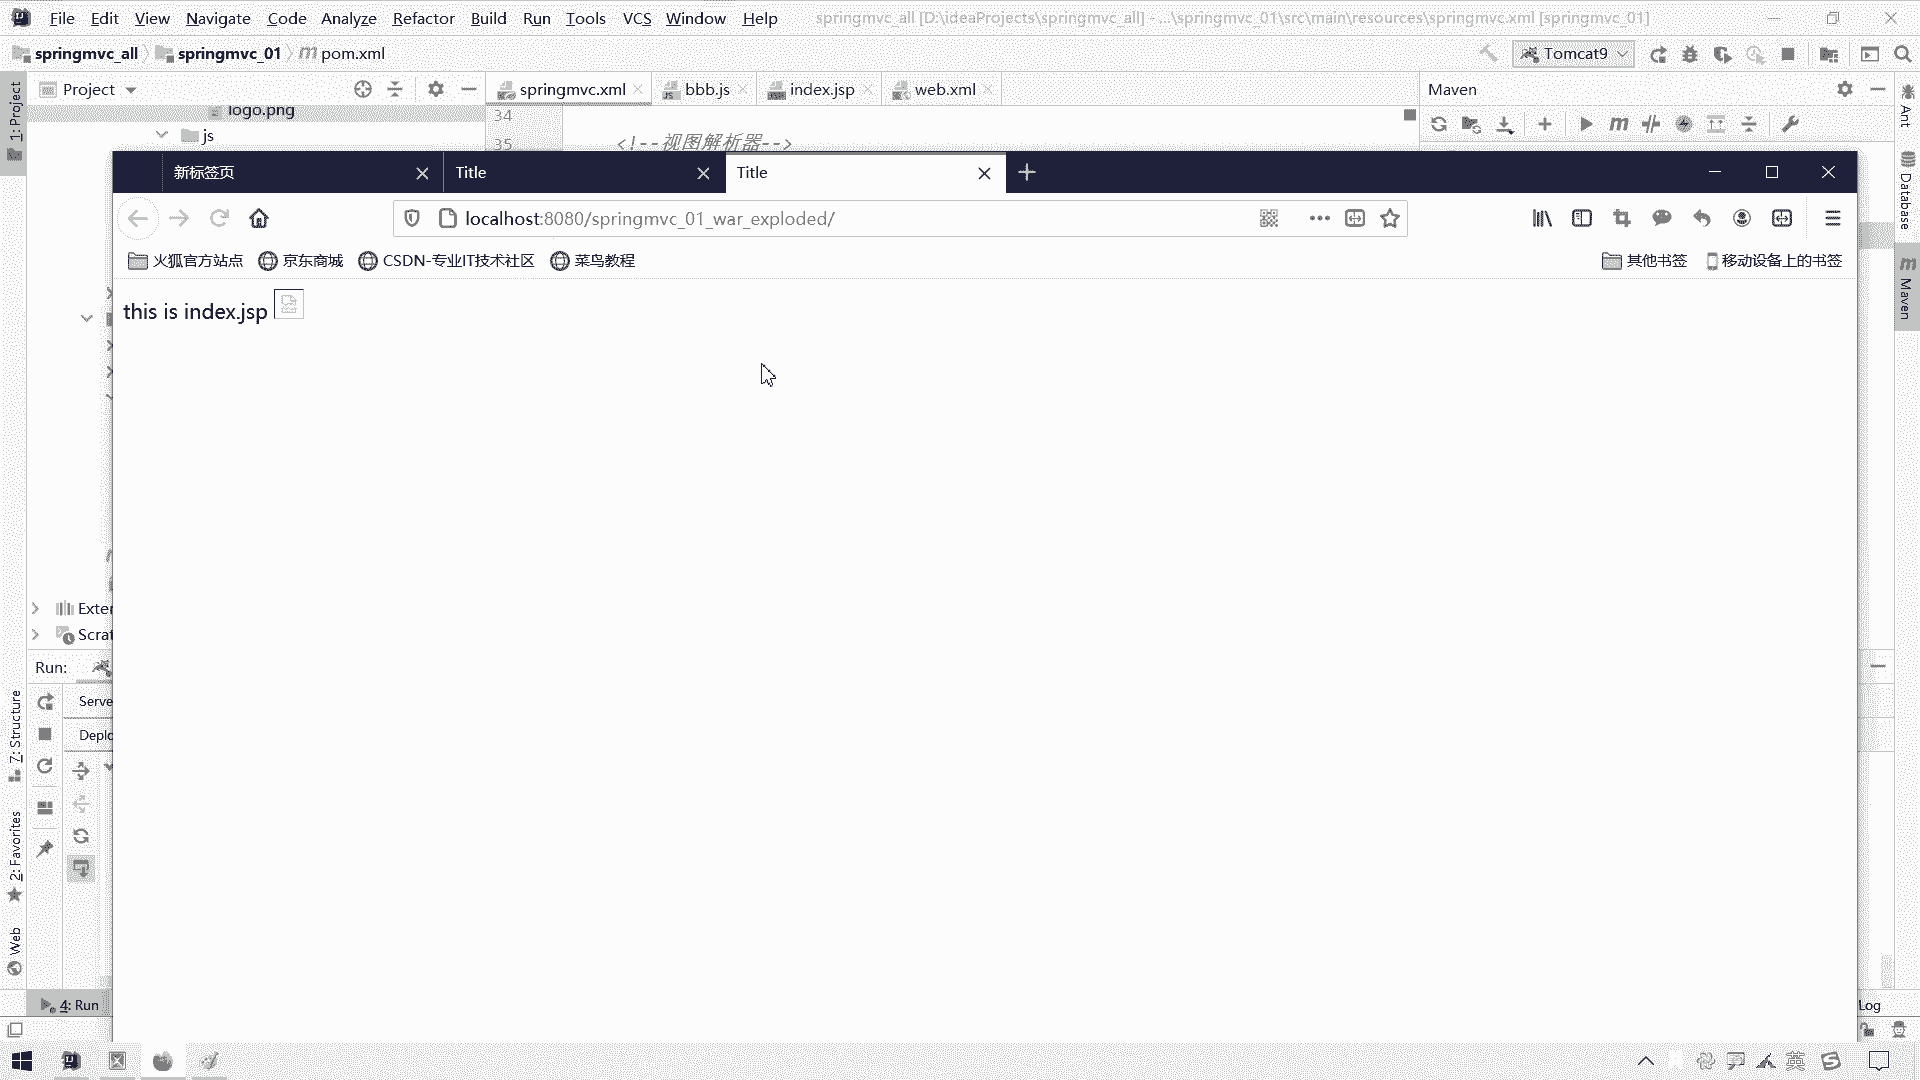 File Edit View Navigate Code Analyze Refactor Build Run Tools VCS Window Help springmvc_all [D:\ideaProjects\springmvc_all] - ...\springmvc_01\src\main\resources\springmvc.xml [springmvc_01]
springmvc_all springmvc_01 pom.xml Tomcat9
1: Project
Project
springmvc.xml bbb.js index.jsp web.xml
Maven
Ant
logo.png
js
34
35 <!--视图解析器-->
新标签页 Title Title
localhost:8080/springmvc_01_war_exploded/
火狐官方站点 京东商城 CSDN-专业IT技术社区 菜鸟教程 其他书签 移动设备上的书签
this is index.jsp
Database
Maven
Exter
Scrat
Run:
Serve
Deplo
7: Structure
2: Favorites
Web
4: Run
Log
英